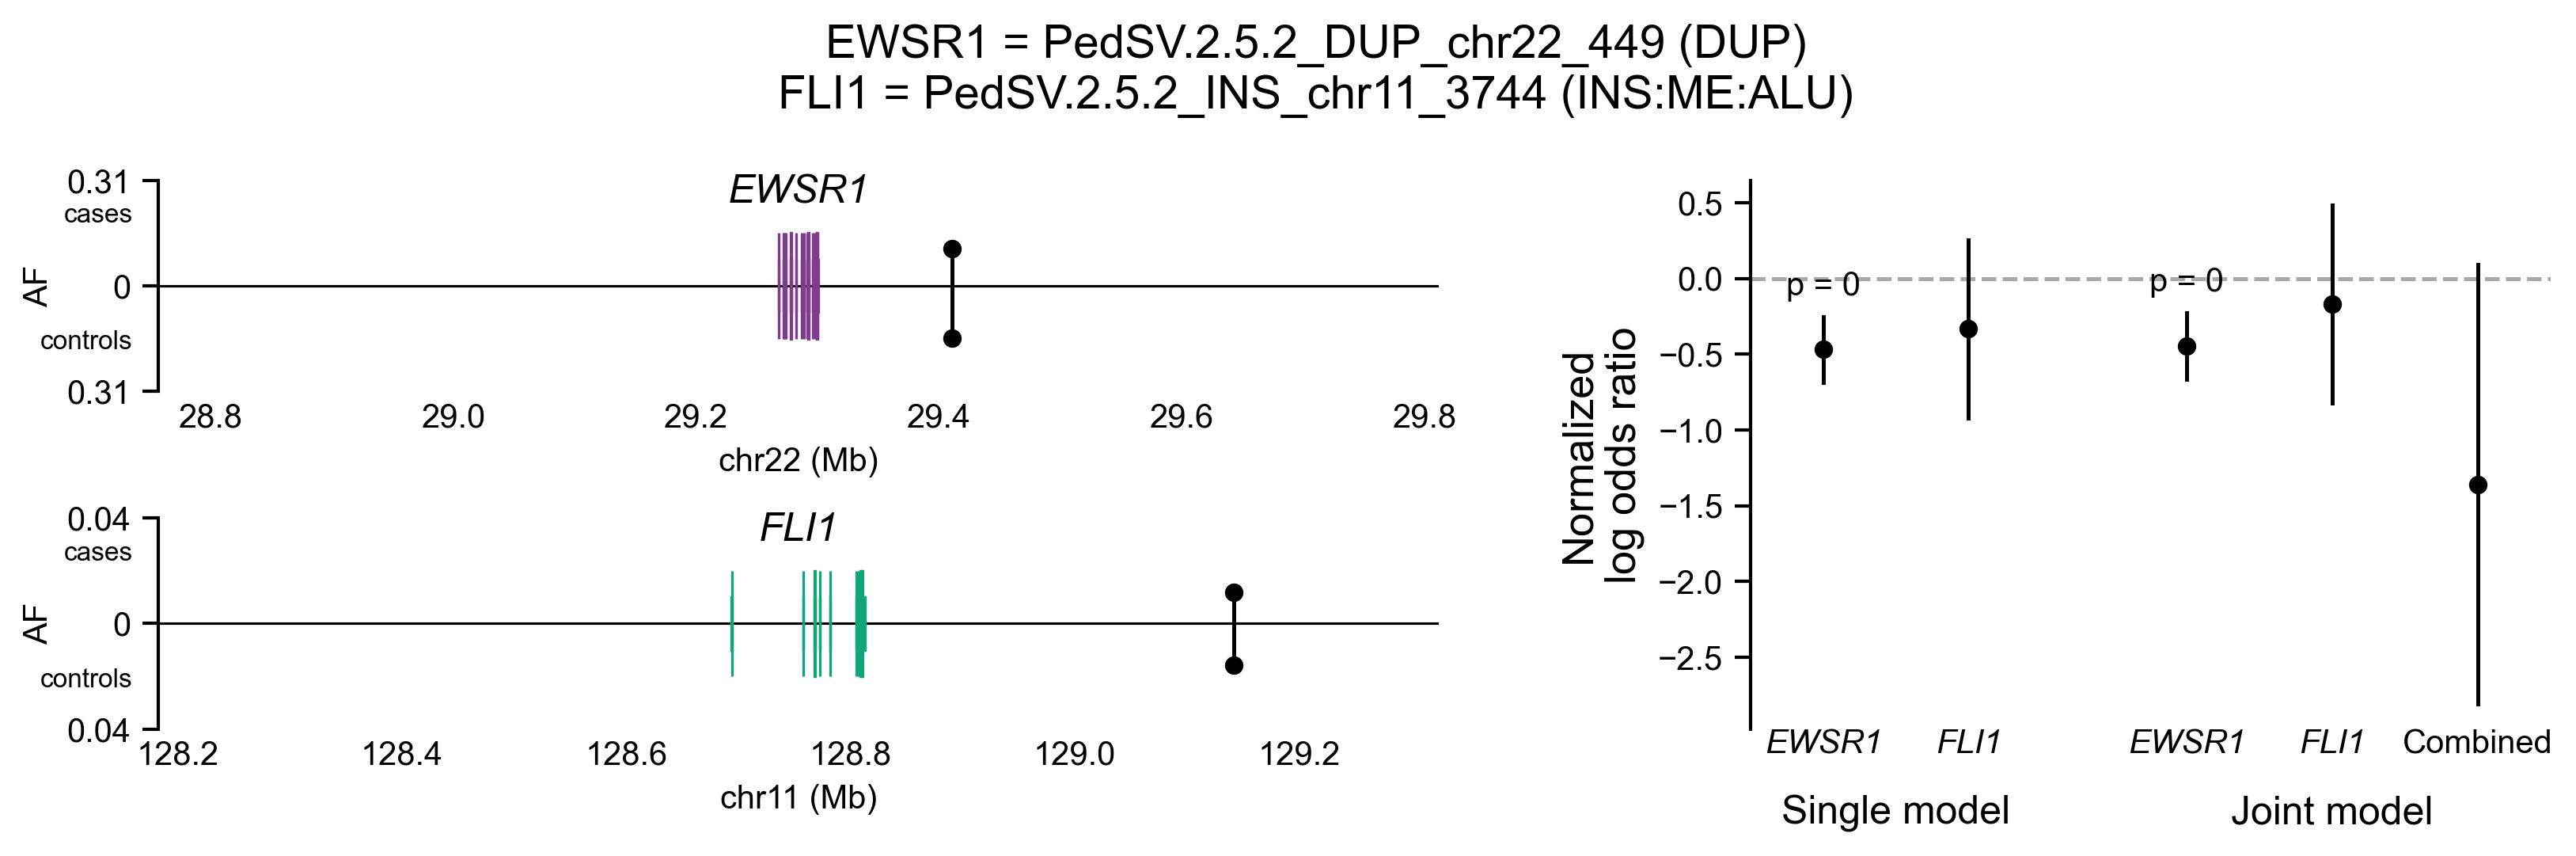 EWSR1 = PedSV.2.5.2_DUP_chr22_449 (DUP)
FLI1 = PedSV.2.5.2_INS_chr11_3744 (INS:ME:ALU)
EWSR1
0.31
cases
0
controls
0.31
AF
28.8 29.0 29.2 29.4 29.6 29.8
chr22 (Mb)
FLI1
0.04
cases
0
controls
0.04
AF
128.2 128.4 128.6 128.8 129.0 129.2
chr11 (Mb)
Normalized
log odds ratio
0.5
0.0
−0.5
−1.0
−1.5
−2.0
−2.5
p = 0
p = 0
EWSR1 FLI1 EWSR1 FLI1 Combined
Single model Joint model